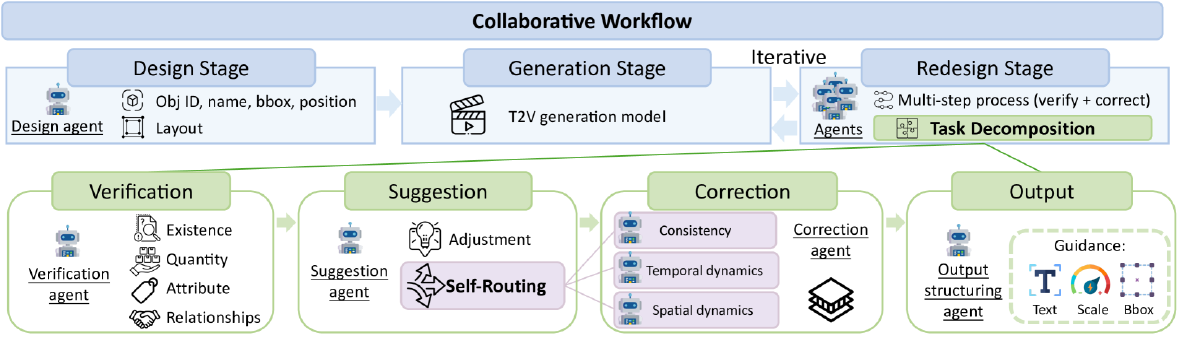 Collaborative Workflow
Design Stage
Design agent
Obj ID, name, bbox, position
Layout
Generation Stage
T2V generation model
Iterative
Redesign Stage
Agents
Multi-step process (verify + correct)
Task Decomposition
Verification
Verification
agent
Existence
Quantity
Attribute
Relationships
Suggestion
Suggestion
agent
Adjustment
Self-Routing
Correction
Consistency
Temporal dynamics
Spatial dynamics
Correction
agent
Output
Output
structuring
agent
Guidance:
Text
Scale
Bbox